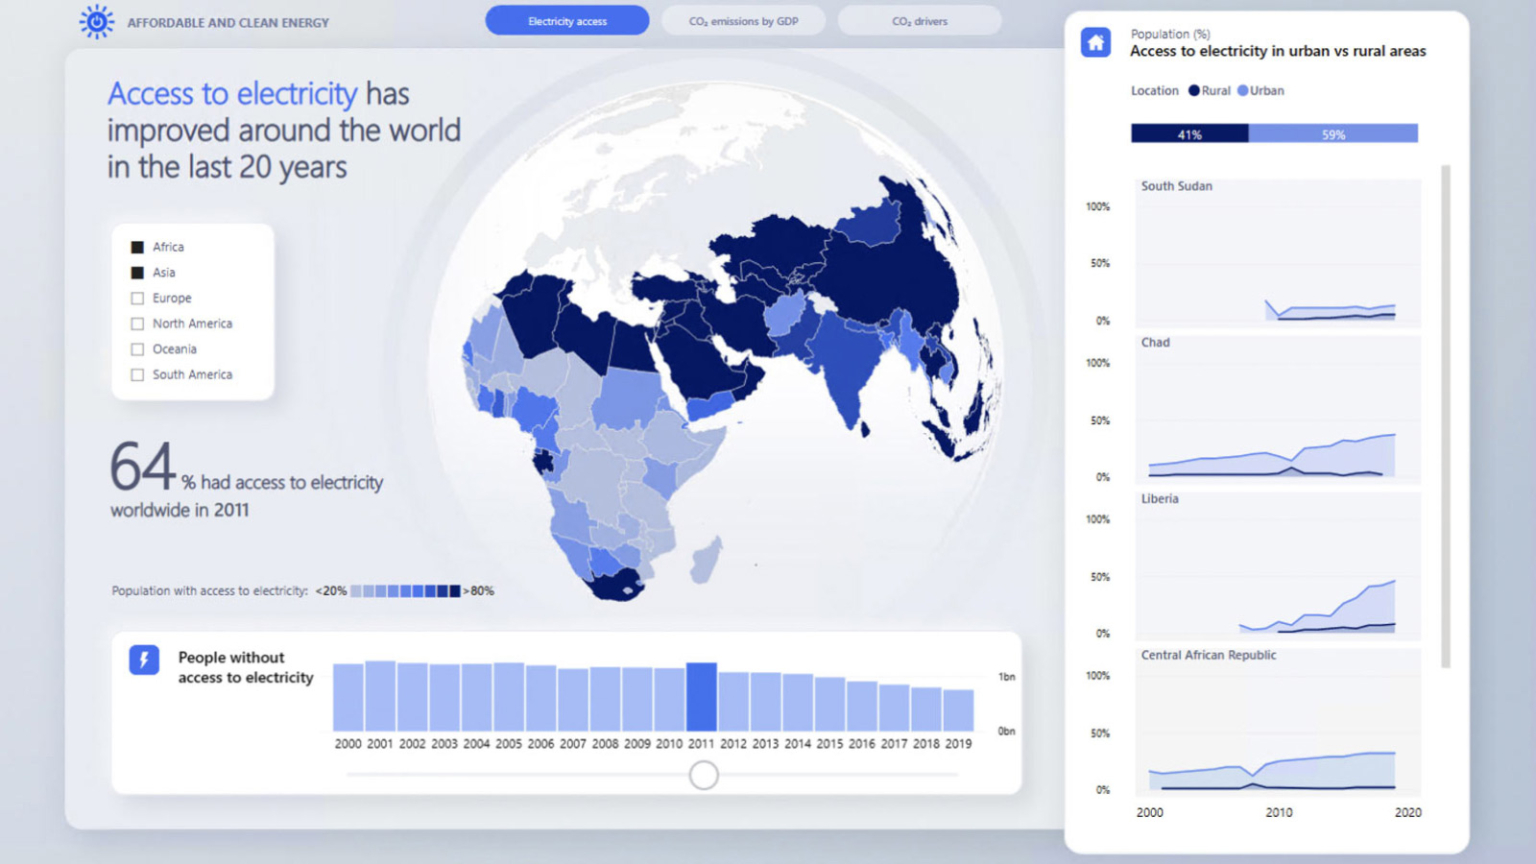 AFFORDABLE AND CLEAN ENERGY
Electricity access
CO₂ emissions by GDP
CO₂ drivers
Access to electricity has
improved around the world
in the last 20 years
Africa
Asia
Europe
North America
Oceania
South America
64 % had access to electricity
worldwide in 2011
Population with access to electricity: <20% >80%
People without
access to electricity
1bn
0bn
2000 2001 2002 2003 2004 2005 2006 2007 2008 2009 2010 2011 2012 2013 2014 2015 2016 2017 2018 2019
Population (%)
Access to electricity in urban vs rural areas
Location Rural Urban
41% 59%
South Sudan
100%
50%
0%
Chad
100%
50%
0%
Liberia
100%
50%
0%
Central African Republic
100%
50%
0%
2000 2010 2020